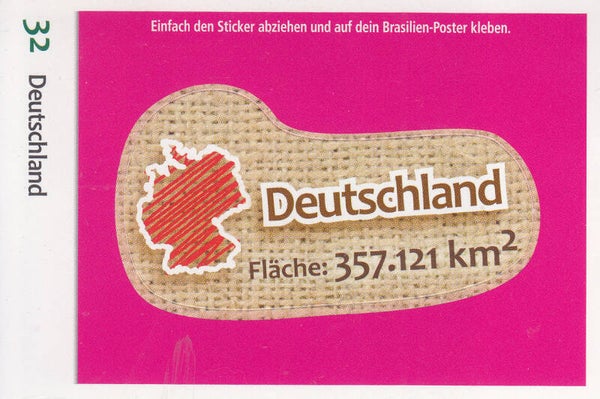 Einfach den Sticker abziehen und auf dein Brasilien-Poster kleben.
32 Deutschland
Deutschland
Fläche: 357.121 km²